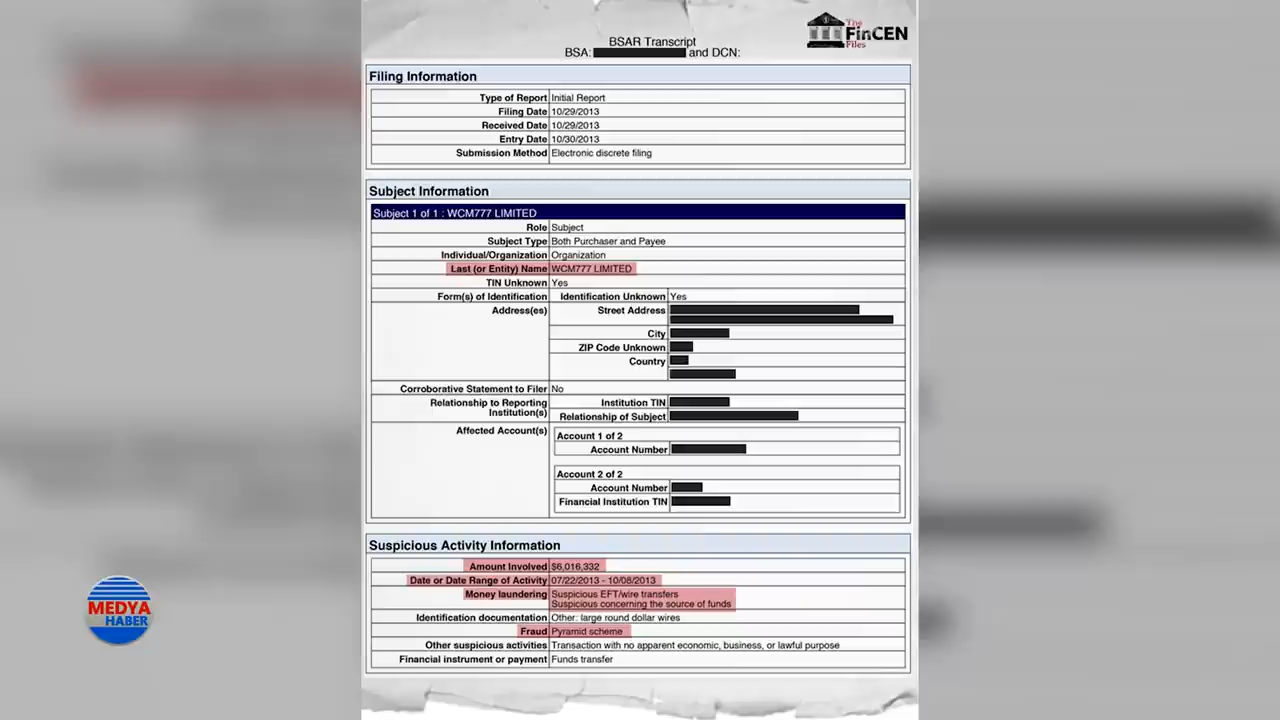 The
FinCEN
Files
BSAR Transcript
BSA: and DCN:
Filing Information
Type of Report Initial Report
Filing Date 10/29/2013
Received Date 10/29/2013
Entry Date 10/30/2013
Submission Method Electronic discrete filing
Subject Information
Subject 1 of 1 : WCM777 LIMITED
Role Subject
Subject Type Both Purchaser and Payee
Individual/Organization Organization
Last (or Entity) Name WCM777 LIMITED
TIN Unknown Yes
Form(s) of Identification Identification Unknown Yes
Address(es) Street Address
City
ZIP Code Unknown
Country
Corroborative Statement to Filer No
Relationship to Reporting Institution TIN
Institution(s) Relationship of Subject
Affected Account(s)
Account 1 of 2
Account Number
Account 2 of 2
Account Number
Financial Institution TIN
Suspicious Activity Information
Amount Involved $6,016,332
Date or Date Range of Activity 07/22/2013 - 10/08/2013
Money laundering Suspicious EFT/wire transfers
Suspicious concerning the source of funds
Identification documentation Other: large round dollar wires
Fraud Pyramid scheme
Other suspicious activities Transaction with no apparent economic, business, or lawful purpose
Financial instrument or payment Funds transfer
MEDYA
HABER